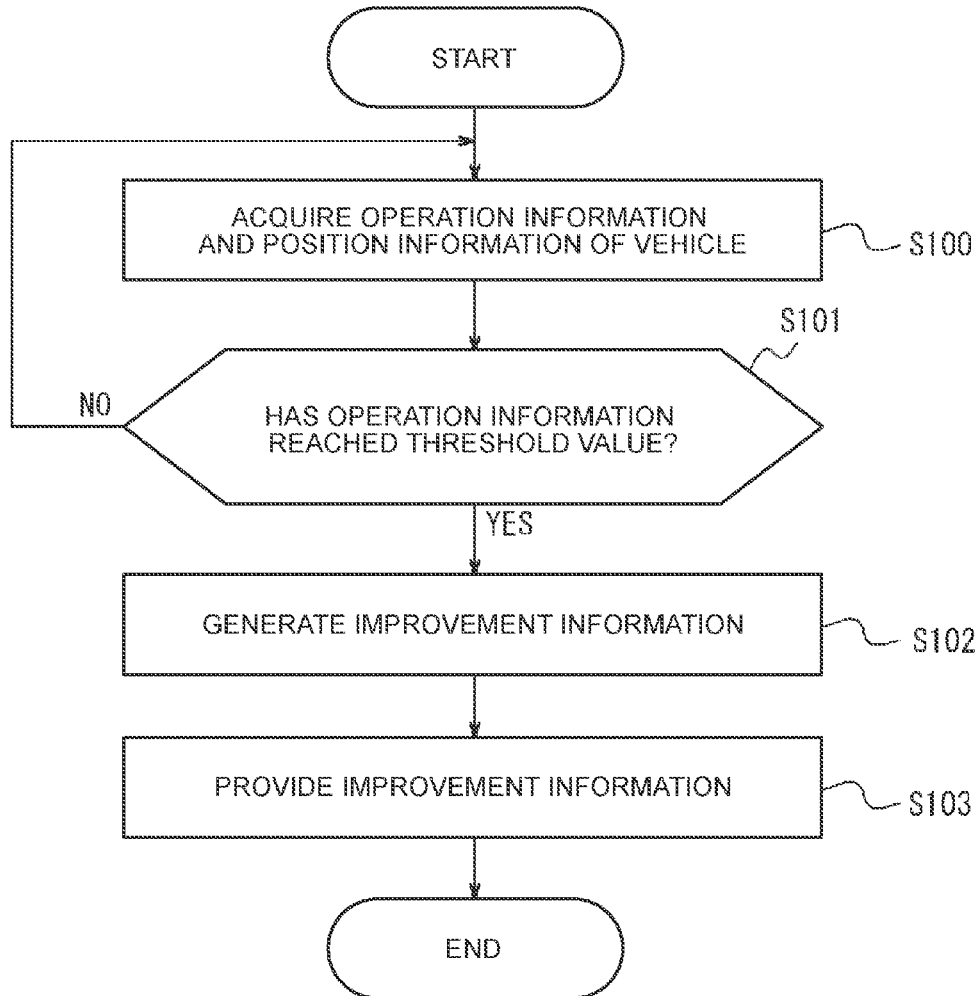 START
ACQUIRE OPERATION INFORMATION
AND POSITION INFORMATION OF VEHICLE
S100
S101
HAS OPERATION INFORMATION
REACHED THRESHOLD VALUE?
NO
YES
GENERATE IMPROVEMENT INFORMATION
S102
PROVIDE IMPROVEMENT INFORMATION
S103
END